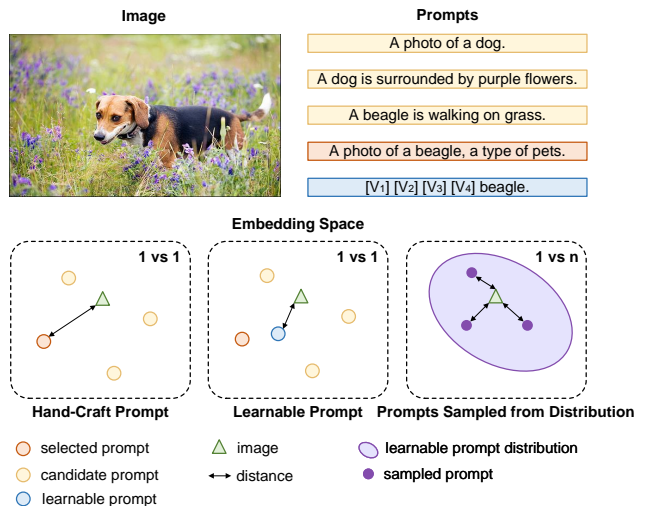 Image
Prompts
A photo of a dog.
A dog is surrounded by purple flowers.
A beagle is walking on grass.
A photo of a beagle, a type of pets.
[V1] [V2] [V3] [V4] beagle.
Embedding Space
1 vs 1
1 vs 1
1 vs n
Hand-Craft Prompt
Learnable Prompt
Prompts Sampled from Distribution
selected prompt
image
learnable prompt distribution
candidate prompt
distance
sampled prompt
learnable prompt